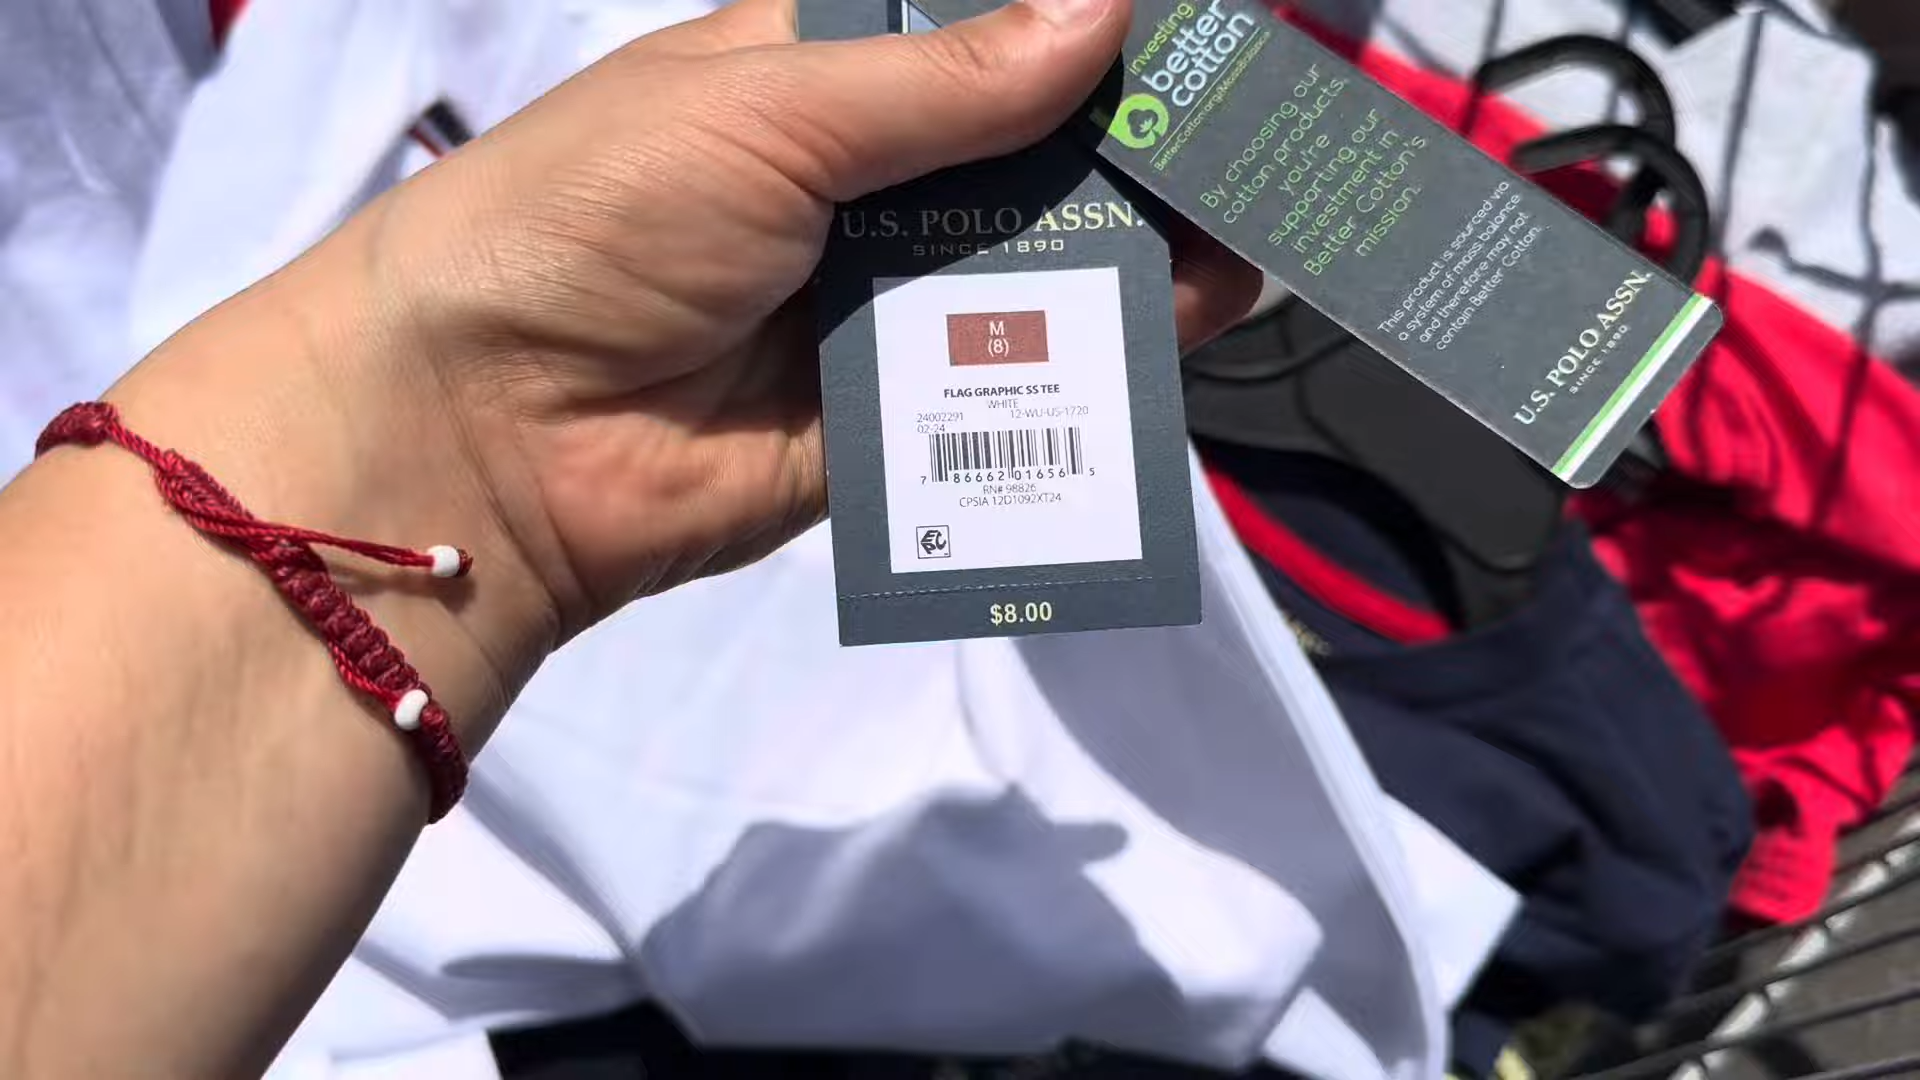 U.S. POLO ASSN.
SINCE 1890
M
(8)
FLAG GRAPHIC SS TEE
WHITE
24002291 12-WU-US-1720
02-24
7 86662 01656 5
RN# 98826
CPSIA 12D1092XT24
EPC
$8.00
investing
better
cotton
BetterCotton.org/MassBalance
By choosing our
cotton products,
you're
supporting our
investment in
Better Cotton's
mission.
This product is sourced via
a system of mass balance
and therefore may not
contain Better Cotton.
U.S. POLO ASSN.
SINCE 1890